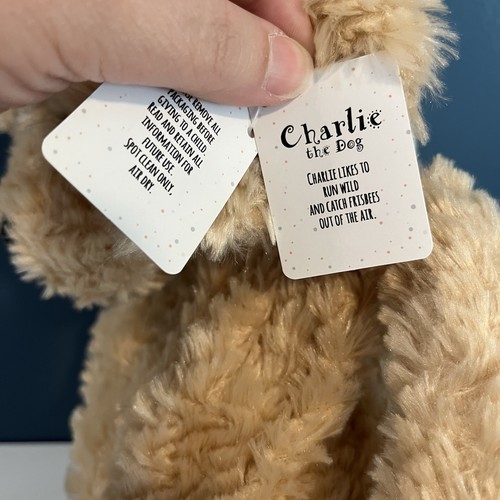 REMOVE ALL
PACKAGING BEFORE
GIVING TO A CHILD
READ AND RETAIN ALL
INFORMATION FOR
FUTURE USE.
SPOT CLEAN ONLY,
AIR DRY.
Charlie
the Dog
CHARLIE LIKES TO
RUN WILD
AND CATCH FRISBEES
OUT OF THE AIR.